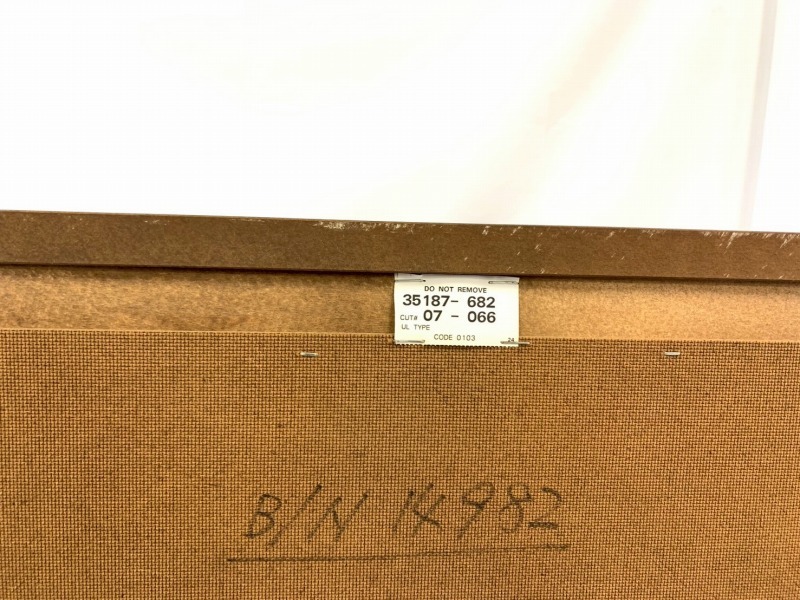 DO NOT REMOVE
35187- 682
CUT# 07 - 066
UL TYPE
CODE 0103 24
B/N 14982